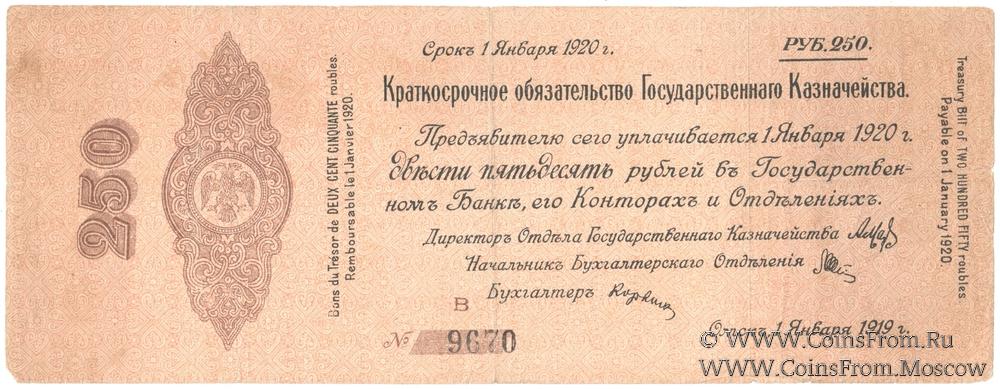 250
Bons du Trésor de DEUX CENT CINQUANTE roubles.
Remboursable le 1 Janvier 1920.
Срокъ 1 Января 1920 г.
РУБ. 250.
Краткосрочное обязательство Государственнаго Казначейства.
Предъявителю сего уплачивается 1 Января 1920 г.
двѣсти пятьдесятъ рублей въ Государствен-
номъ Банкѣ, его Конторахъ и Отдѣленіяхъ.
Директоръ Отдѣла Государственнаго Казначейства
Начальникъ Бухгалтерскаго Отдѣленія
Бухгалтеръ
В
№ 9670
Омскъ, 1 Января 1919 г.
Treasury Bill of TWO HUNDRED FIFTY roubles.
Payable on 1 January 1920.
www.CoinsFrom.Ru
www.CoinsFrom.Moscow